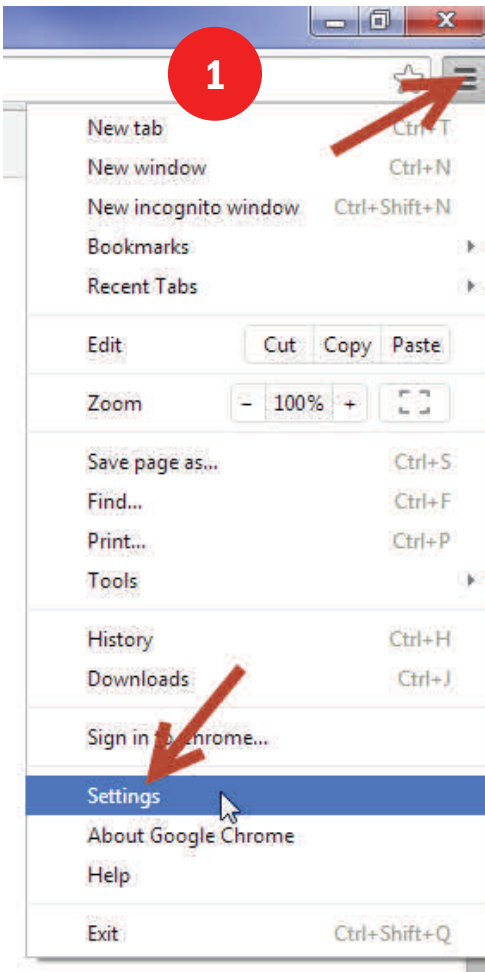 1
New tab Ctrl+T
New window Ctrl+N
New incognito window Ctrl+Shift+N
Bookmarks
Recent Tabs
Edit Cut Copy Paste
Zoom − 100% +
Save page as... Ctrl+S
Find... Ctrl+F
Print... Ctrl+P
Tools
History Ctrl+H
Downloads Ctrl+J
Sign in to Chrome...
Settings
About Google Chrome
Help
Exit Ctrl+Shift+Q